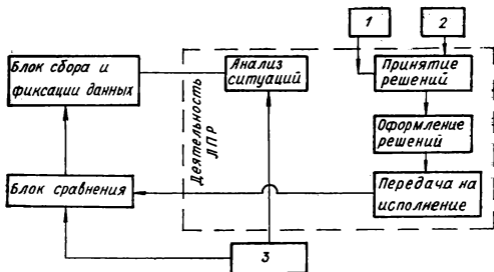 1
2
Блок сбора и
фиксации данных
Анализ
ситуаций
Принятие
решений
Деятельность
ЛПР
Оформление
решений
Блок сравнения
Передача на
исполнение
3